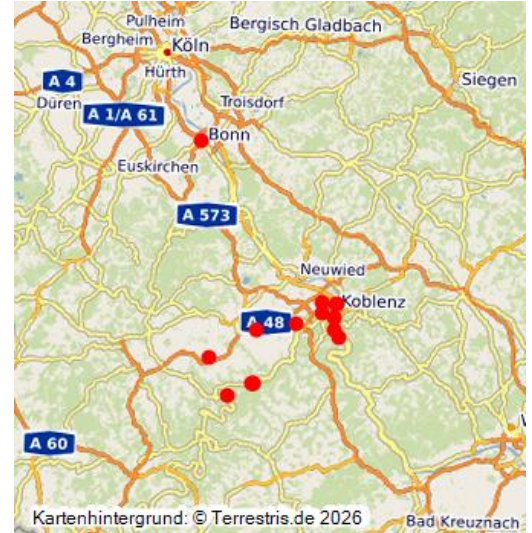 Pulheim
Bergisch Gladbach
Bergheim
Köln
Hürth
Siegen
A 4
Düren
Troisdorf
A 1/A 61
Bonn
Euskirchen
A 573
Neuwied
Koblenz
A 48
A 60
W
Bad Kreuznach
Kartenhintergrund: © Terrestris.de 2026